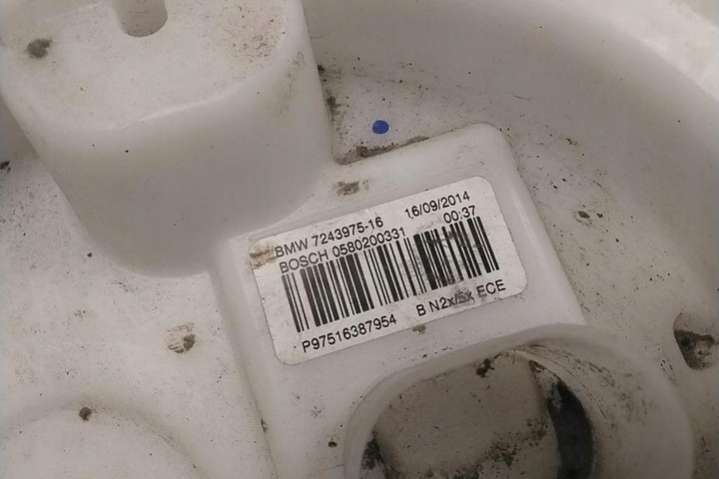 BMW 7243975-16 16/09/2014
BOSCH 0580200331 00:37
P97516387954 B N2x/5x ECE